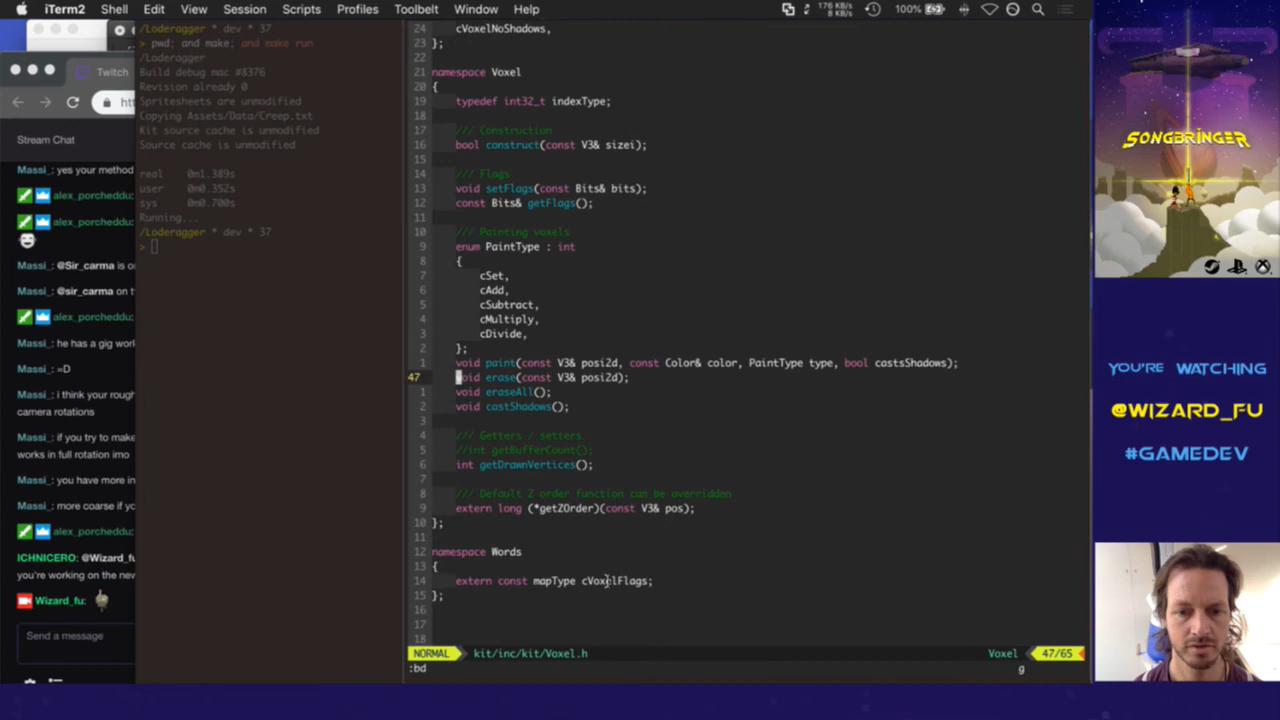 iTerm2 Shell Edit View Session Scripts Profiles Toolbelt Window Help
176 KB/s
8 KB/s
100%
Twitch
htt
Stream Chat
Massi_: yes your method
alex_porcheddu:
alex_porcheddu:
Massi_: @Sir_carma is o
Massi_: @sir_carma on t
alex_porcheddu:
Massi_: he has a gig work
Massi_: =D
Massi_: i think your roug
camera rotations
Massi_: if you try to make
works in full rotation imo
Massi_: you have more in
Massi_: more coarse if yo
alex_porcheddu:
ICHNICERO: @Wizard_fu
you're working on the new
Wizard_fu:
Send a message
/Loderagger * dev * 37
> pwd; and make; and make run
/Loderagger
Build debug mac #8376
Revision already 0
Spritesheets are unmodified
Copying Assets/Data/Creep.txt
Kit source cache is unmodified
Source cache is unmodified
real 0m1.389s
user 0m0.352s
sys 0m0.700s
Running...
/Loderagger * dev * 37
>
24 cVoxelNoShadows,
23 };
22
21 namespace Voxel
20 {
19 typedef int32_t indexType;
18
17 /// Construction
16 bool construct(const V3& sizei);
15
14 /// Flags
13 void setFlags(const Bits& bits);
12 const Bits& getFlags();
11
10 /// Painting voxels
9 enum PaintType : int
8 {
7 cSet,
6 cAdd,
5 cSubtract,
4 cMultiply,
3 cDivide,
2 };
1 void paint(const V3& posi2d, const Color& color, PaintType type, bool castsShadows);
47 void erase(const V3& posi2d);
1 void eraseAll();
2 void castShadows();
3
4 /// Getters / setters
5 //int getBufferCount();
6 int getDrawnVertices();
7
8 /// Default Z order function can be overridden
9 extern long (*getZOrder)(const V3& pos);
10 };
11
12 namespace Words
13 {
14 extern const mapType cVoxelFlags;
15 };
16
17
18
NORMAL kit/inc/kit/Voxel.h Voxel 47/65
:bd g
SONGBRINGER
YOU'RE WATCHING
@WIZARD_FU
#GAMEDEV